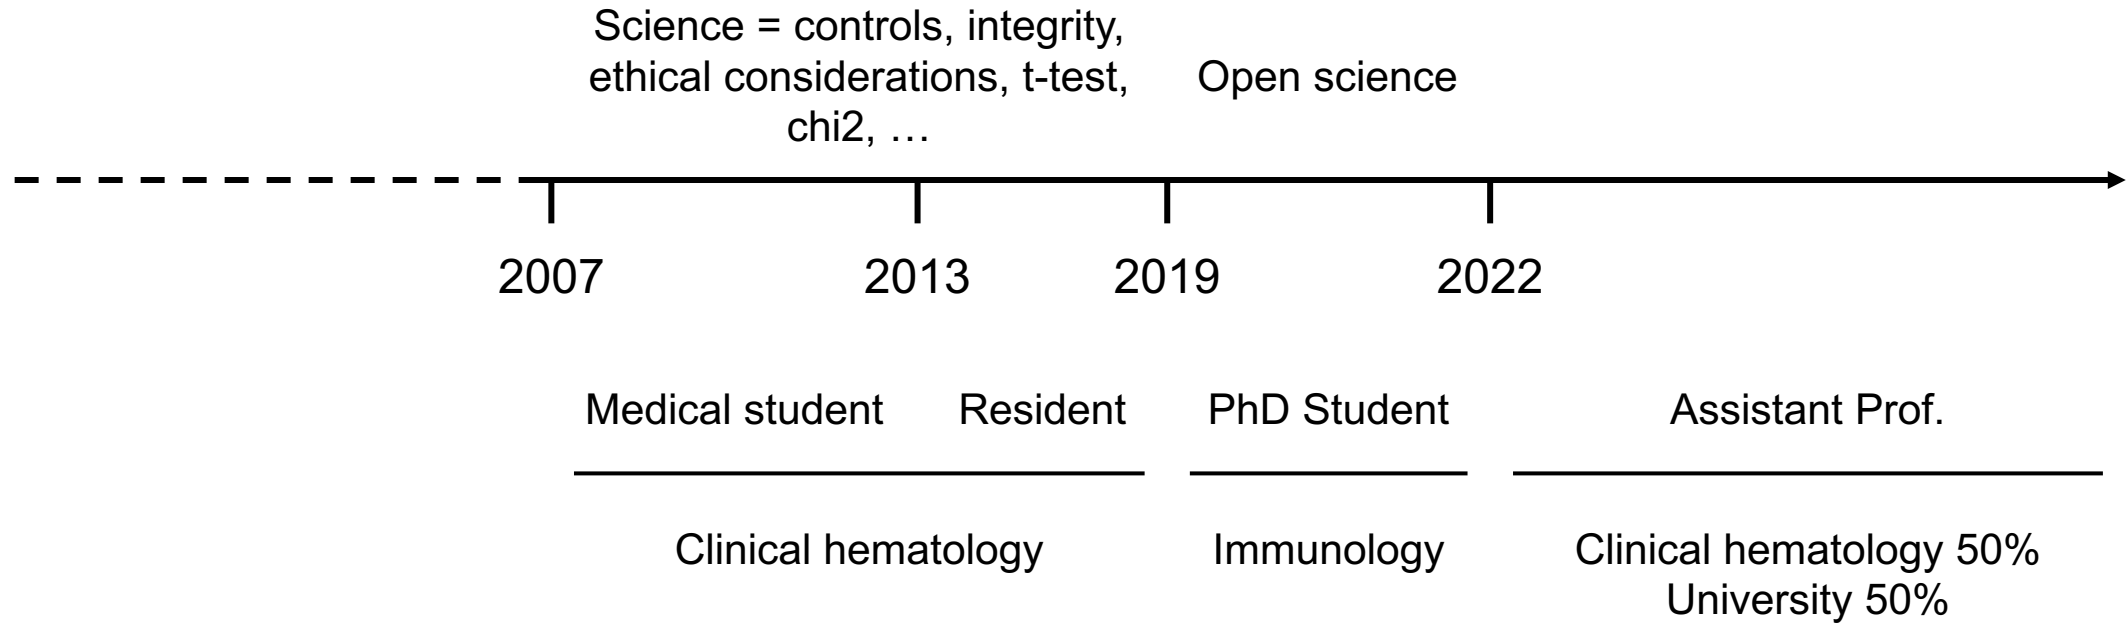 Science = controls, integrity,
ethical considerations, t-test,
chi2, …
Open science
2007
2013
2019
2022
Medical student
Resident
PhD Student
Assistant Prof.
Clinical hematology
Immunology
Clinical hematology 50%
University 50%